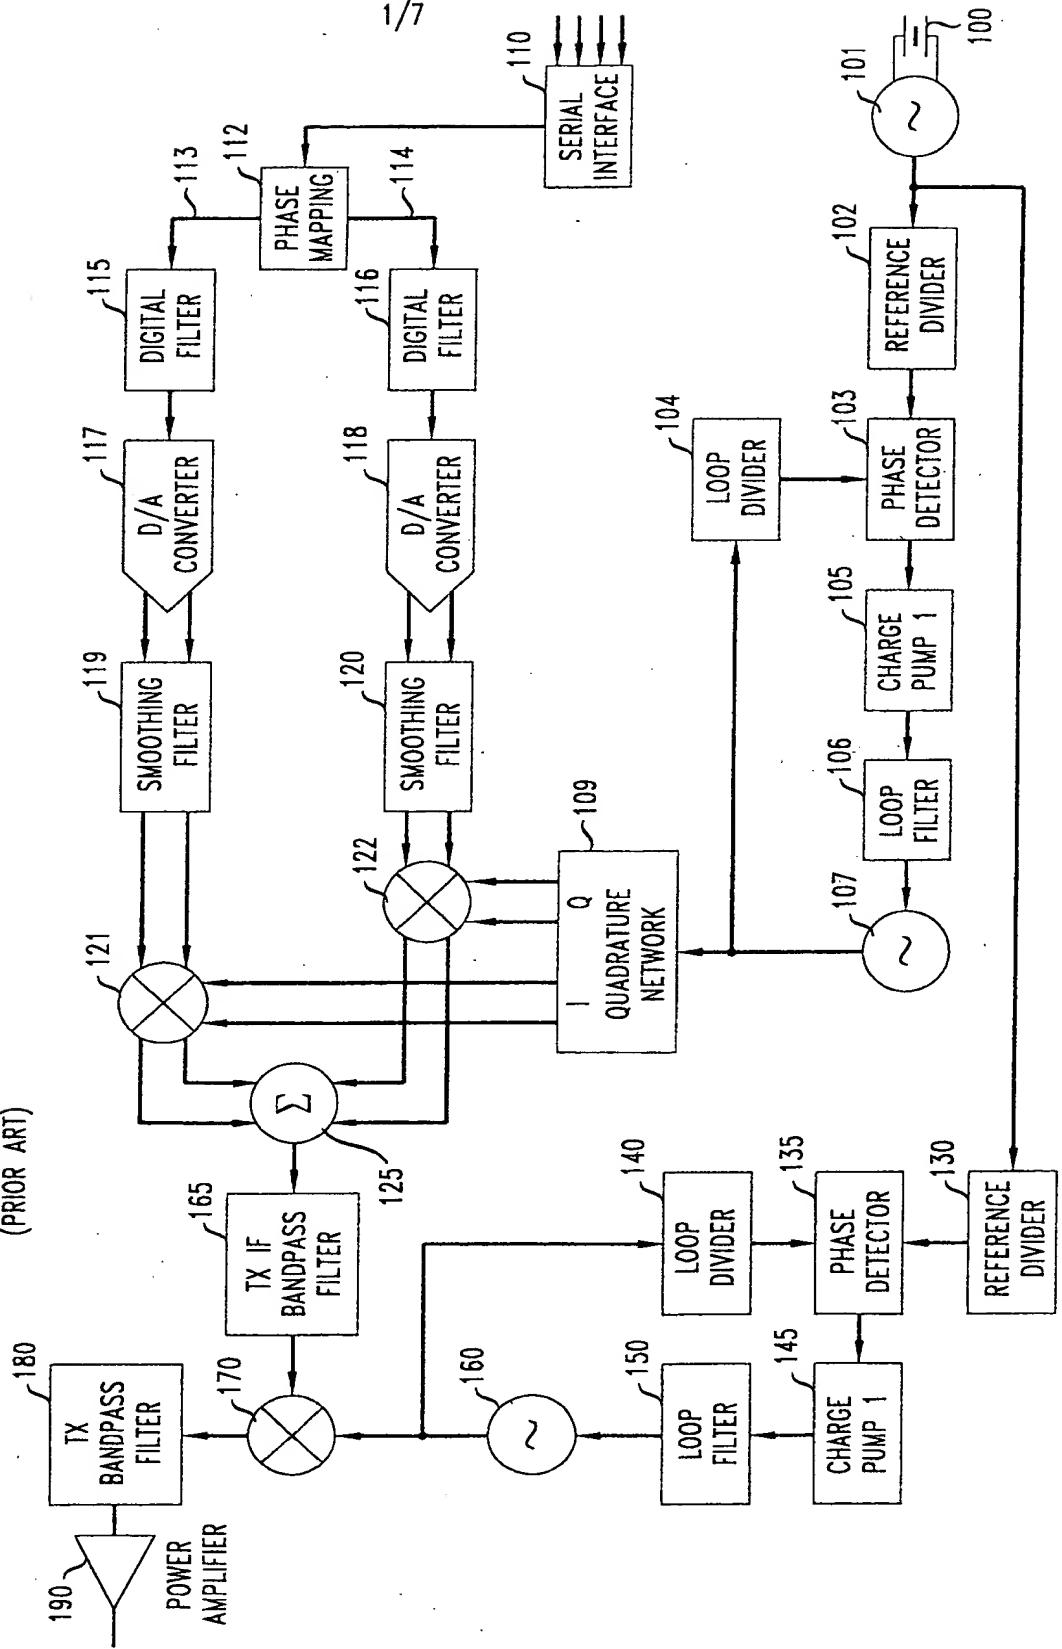 1/7
(PRIOR ART)
190
POWER
AMPLIFIER
180
TX
BANDPASS
FILTER
170
165
TX IF
BANDPASS
FILTER
125
Σ
121
119
SMOOTHING
FILTER
117
D/A
CONVERTER
115
DIGITAL
FILTER
113
112
PHASE
MAPPING
114
116
DIGITAL
FILTER
118
D/A
CONVERTER
120
SMOOTHING
FILTER
122
110
SERIAL
INTERFACE
109
I Q
QUADRATURE
NETWORK
160
~
150
LOOP
FILTER
140
LOOP
DIVIDER
145
CHARGE
PUMP 1
135
PHASE
DETECTOR
130
REFERENCE
DIVIDER
107
~
106
LOOP
FILTER
105
CHARGE
PUMP 1
104
LOOP
DIVIDER
103
PHASE
DETECTOR
102
REFERENCE
DIVIDER
101
~
100